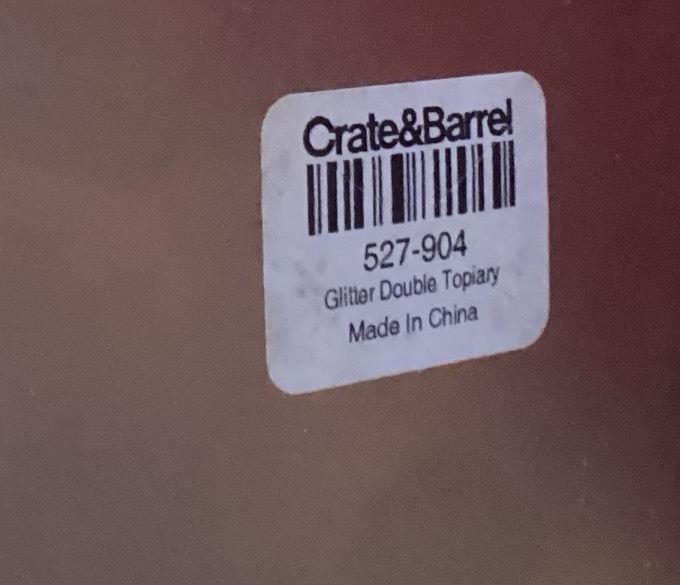 Crate&Barrel
527-904
Glitter Double Topiary
Made In China